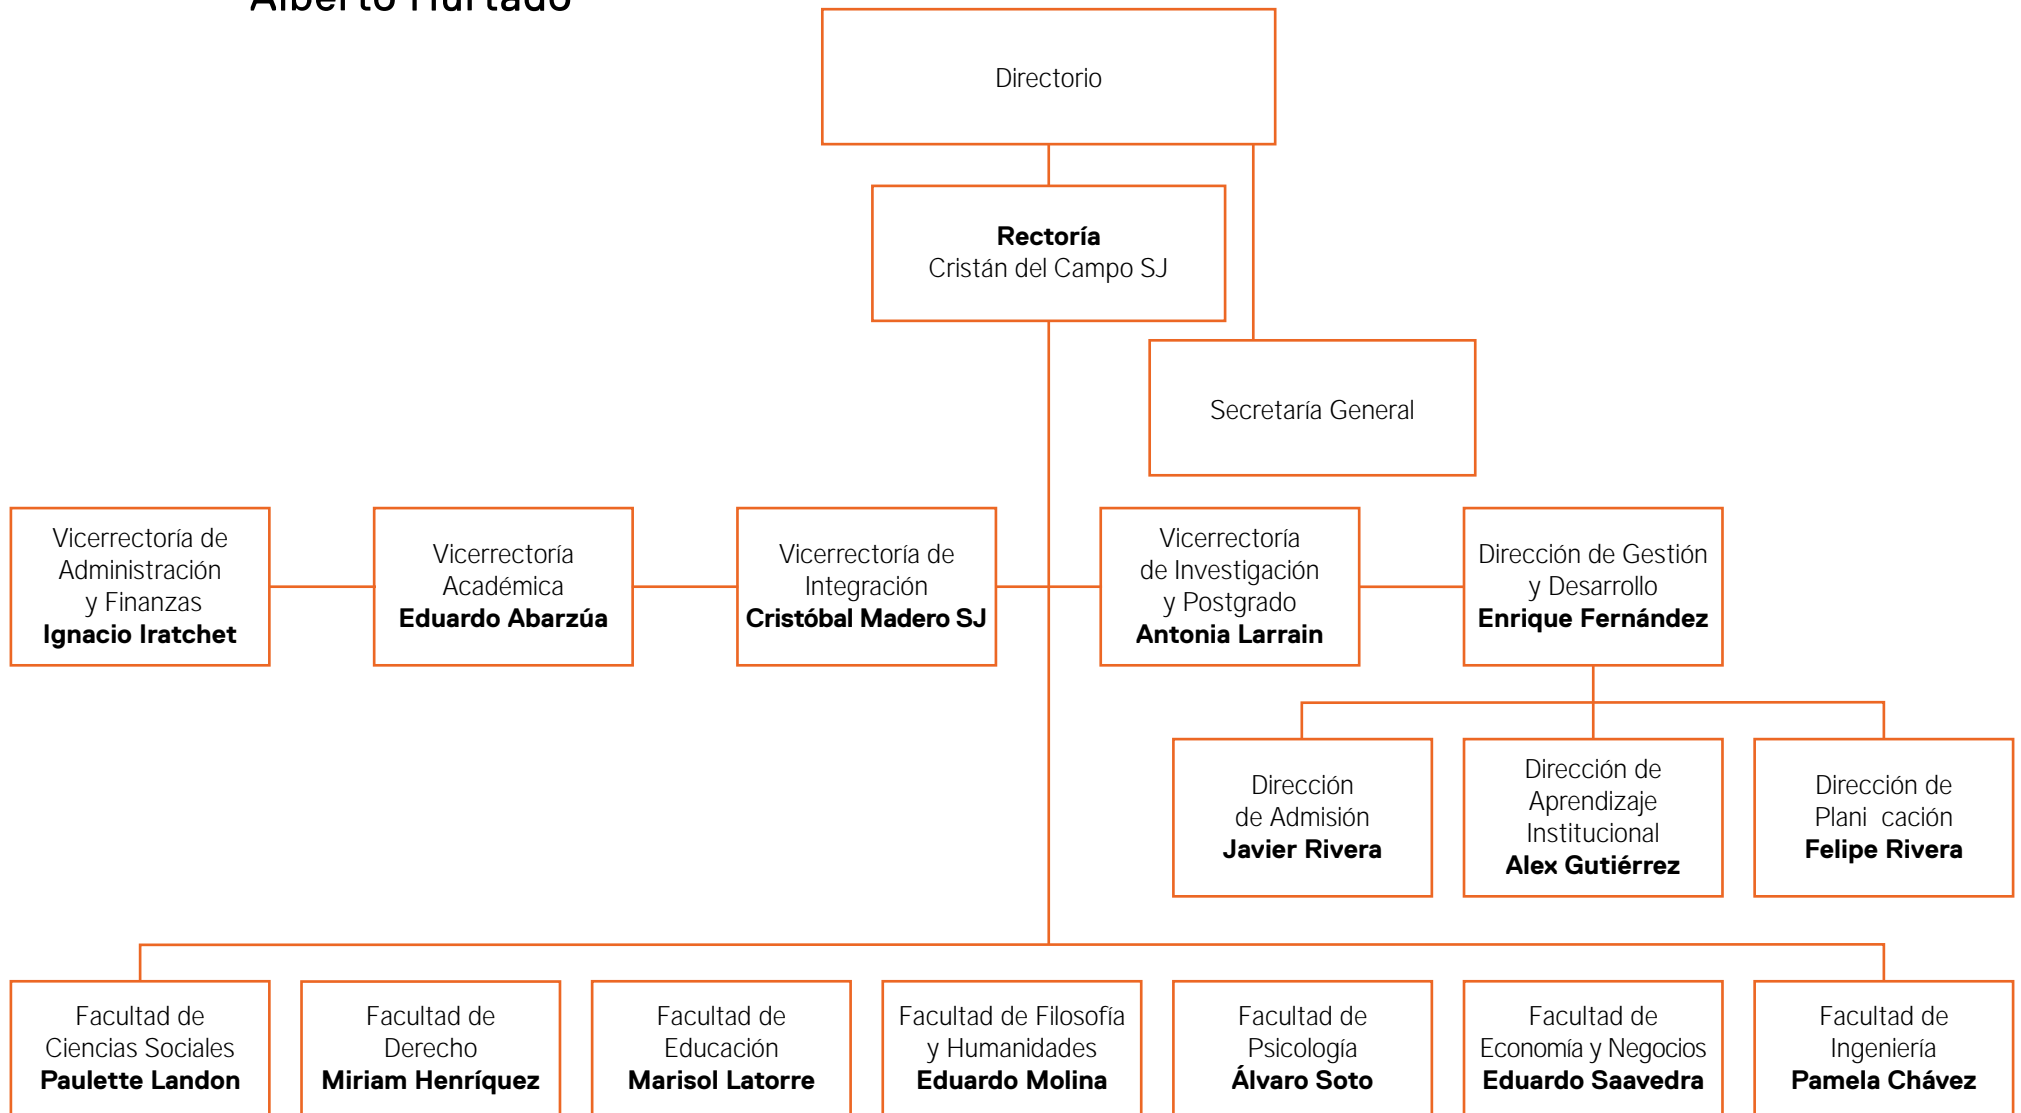 Alberto Hurtado
Directorio
Rectoría
Cristán del Campo SJ
Secretaría General
Vicerrectoría de
Administración
y Finanzas
Ignacio Iratchet
Vicerrectoría
Académica
Eduardo Abarzúa
Vicerrectoría de
Integración
Cristóbal Madero SJ
Vicerrectoría
de Investigación
y Postgrado
Antonia Larrain
Dirección de Gestión
y Desarrollo
Enrique Fernández
Dirección
de Admisión
Javier Rivera
Dirección de
Aprendizaje
Institucional
Alex Gutiérrez
Dirección de
Plani cación
Felipe Rivera
Facultad de
Ciencias Sociales
Paulette Landon
Facultad de
Derecho
Miriam Henríquez
Facultad de
Educación
Marisol Latorre
Facultad de Filosofía
y Humanidades
Eduardo Molina
Facultad de
Psicología
Álvaro Soto
Facultad de
Economía y Negocios
Eduardo Saavedra
Facultad de
Ingeniería
Pamela Chávez